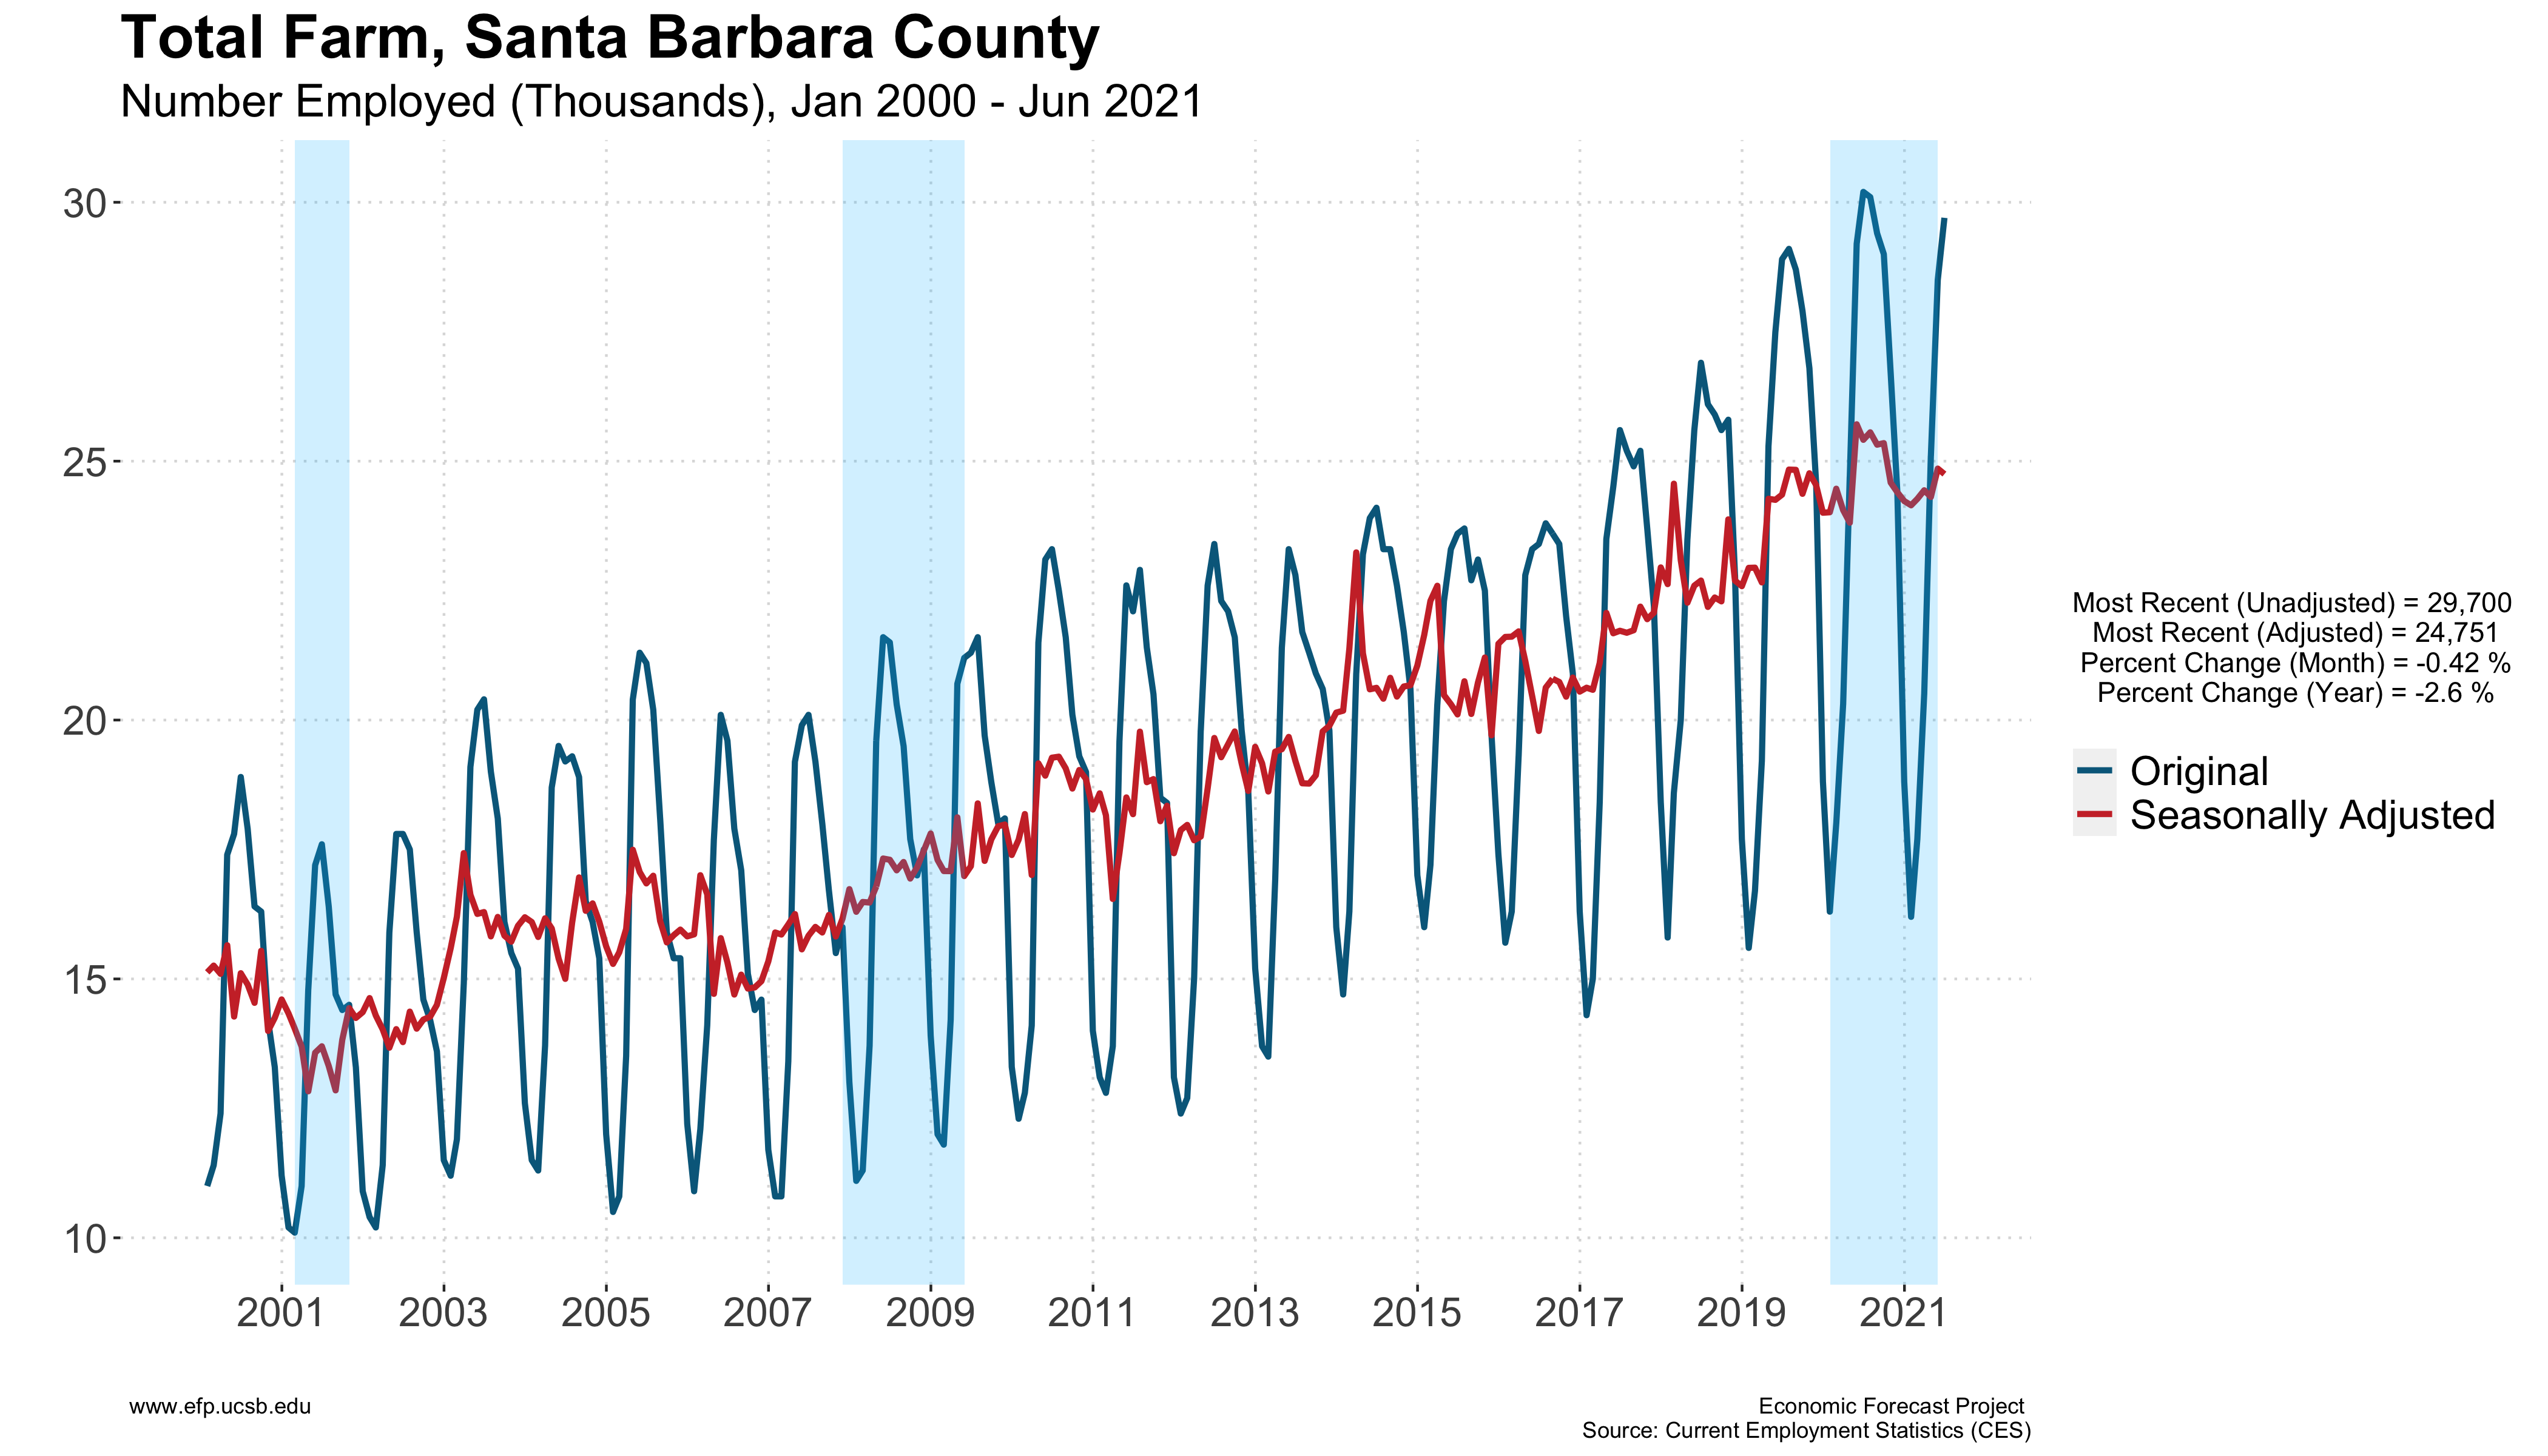 Total Farm, Santa Barbara County
Number Employed (Thousands), Jan 2000 - Jun 2021
30
25
20
15
10
2001 2003 2005 2007 2009 2011 2013 2015 2017 2019 2021
Most Recent (Unadjusted) = 29,700
Most Recent (Adjusted) = 24,751
Percent Change (Month) = -0.42 %
Percent Change (Year) = -2.6 %
Original
Seasonally Adjusted
www.efp.ucsb.edu
Economic Forecast Project
Source: Current Employment Statistics (CES)